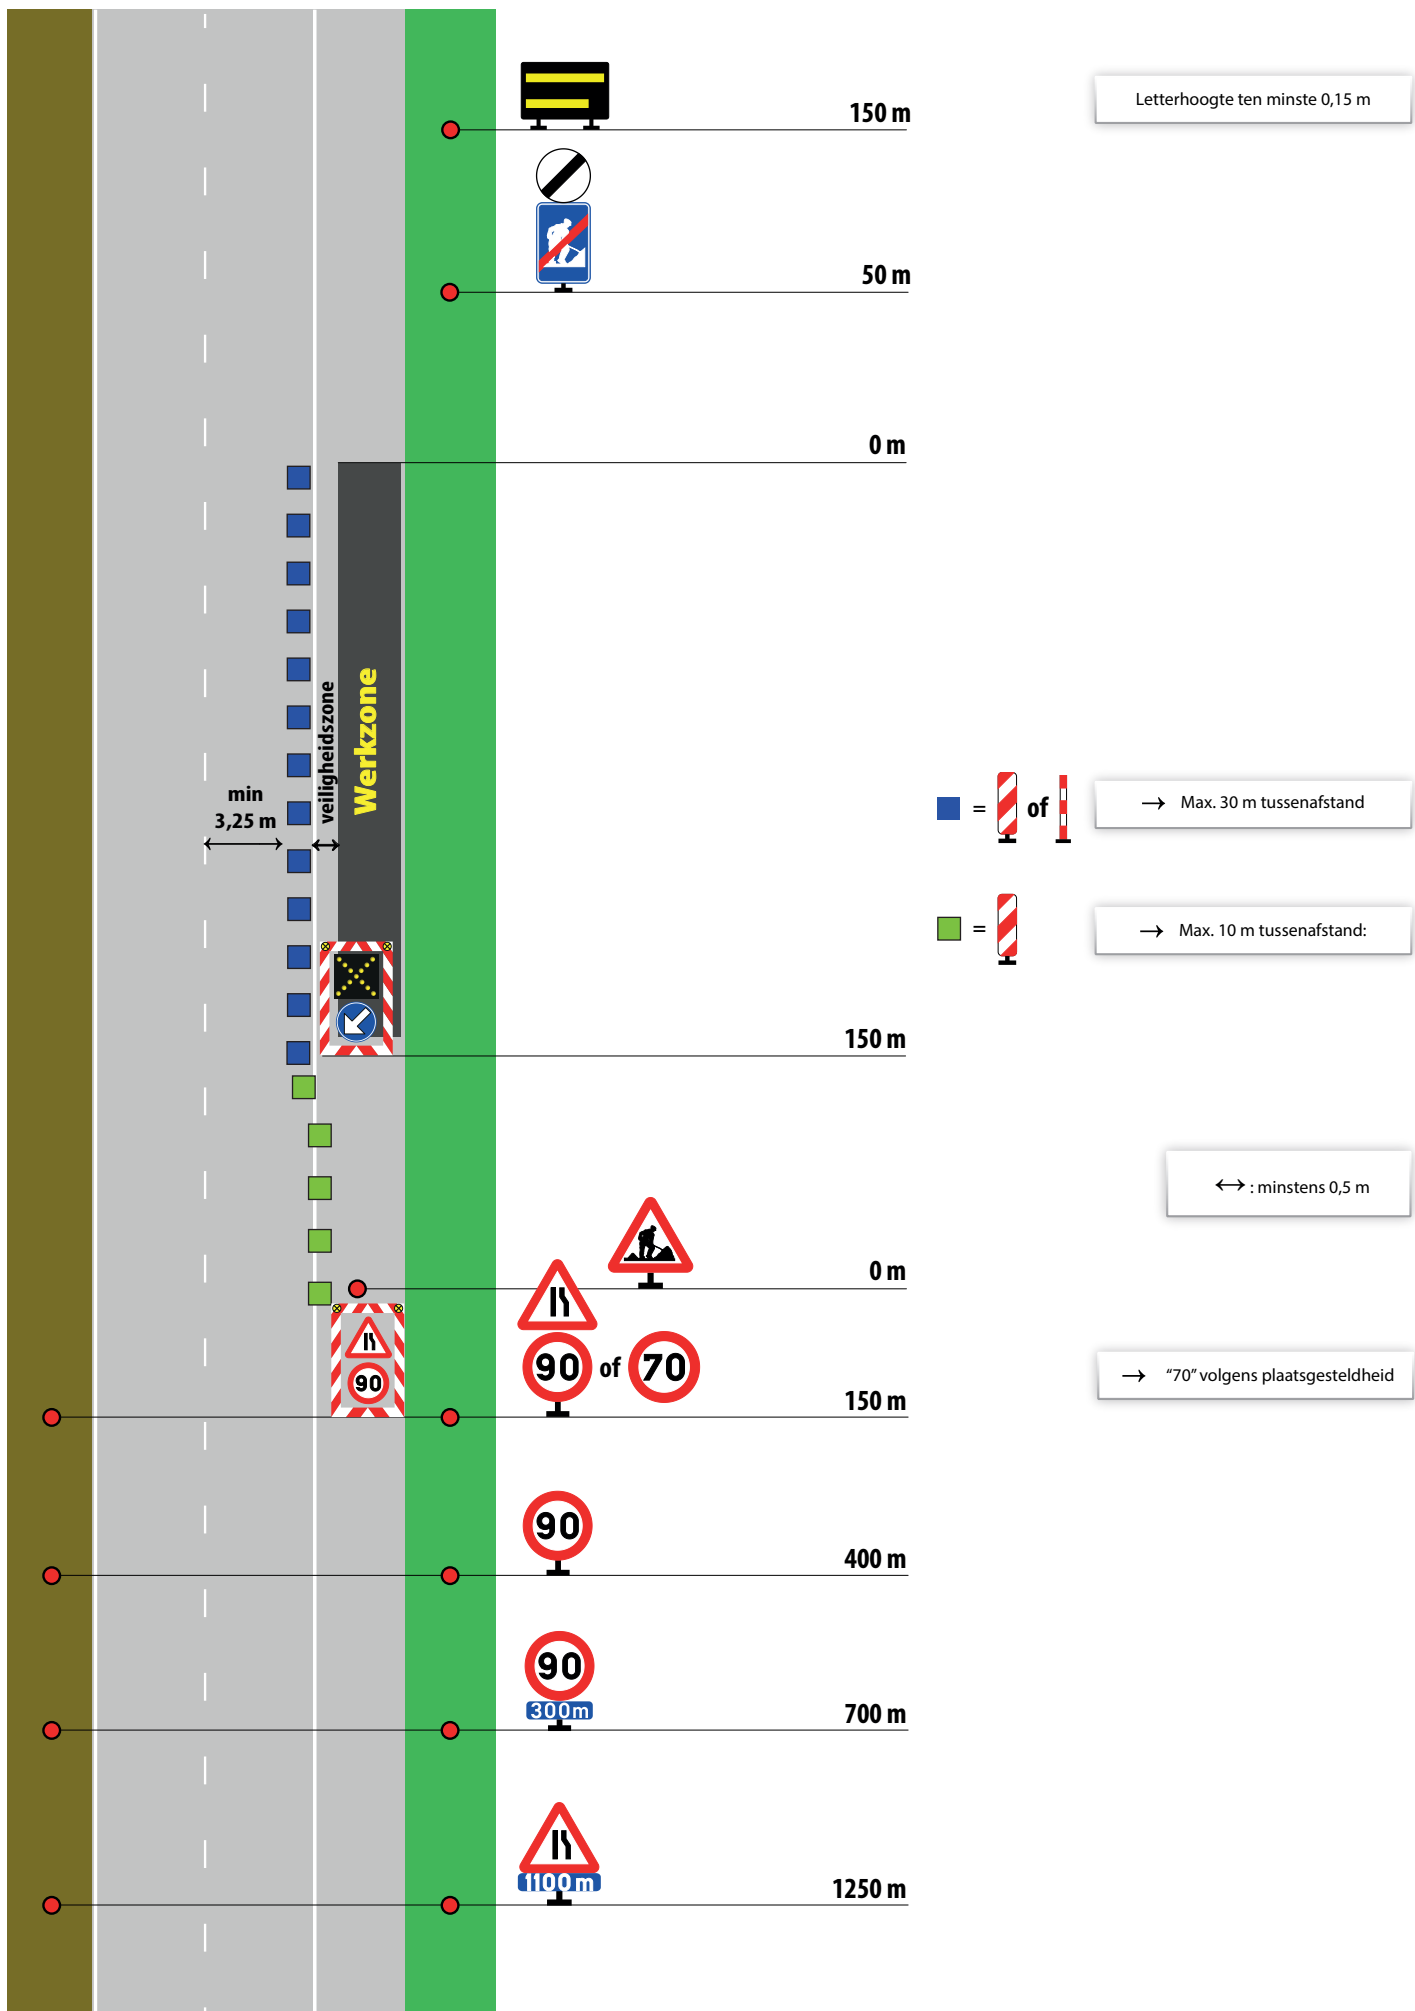 150 m
Letterhoogte ten minste 0,15 m
50 m
0 m
Werkzone
veiligheidszone
min
3,25 m
= of
→ Max. 30 m tussenafstand
=
→ Max. 10 m tussenafstand:
150 m
↔ : minstens 0,5 m
0 m
90
90 of 70
→ “70” volgens plaatsgesteldheid
150 m
90
400 m
90
300m
700 m
1100 m
1250 m